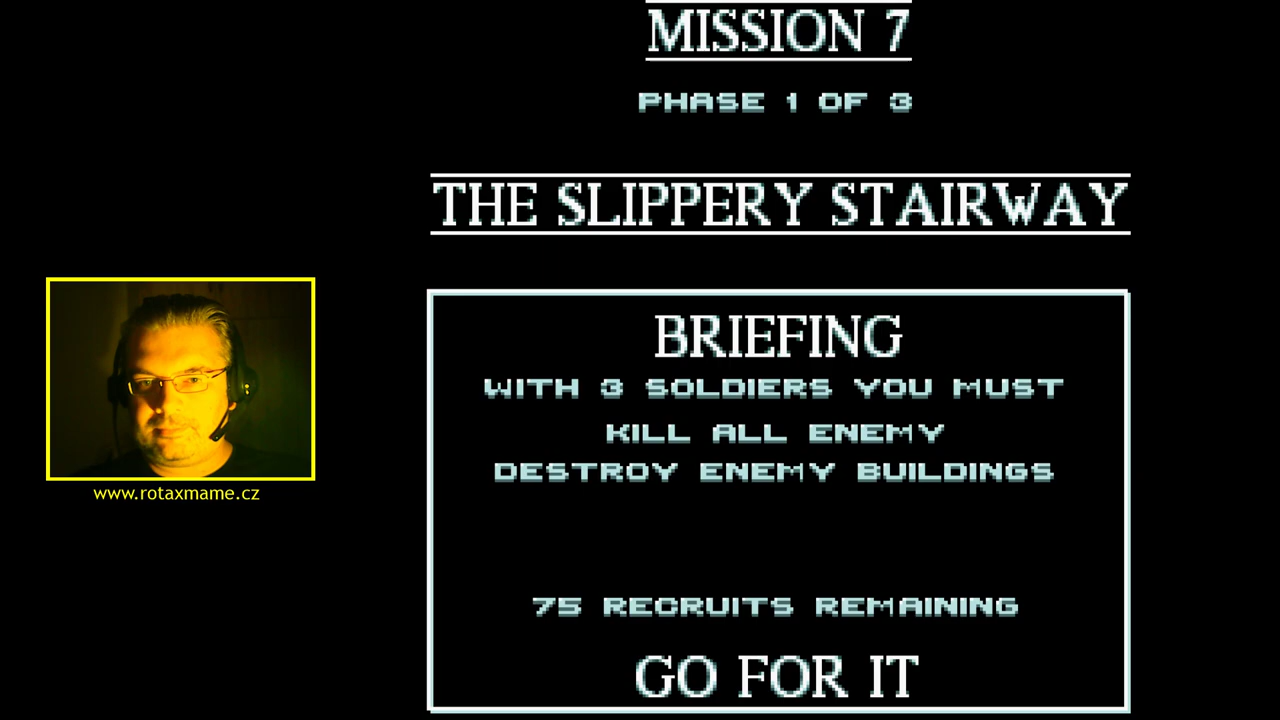 MISSION 7
PHASE 1 OF 3
THE SLIPPERY STAIRWAY
BRIEFING
WITH 3 SOLDIERS YOU MUST
KILL ALL ENEMY
DESTROY ENEMY BUILDINGS
75 RECRUITS REMAINING
GO FOR IT
www.rotaxmame.cz